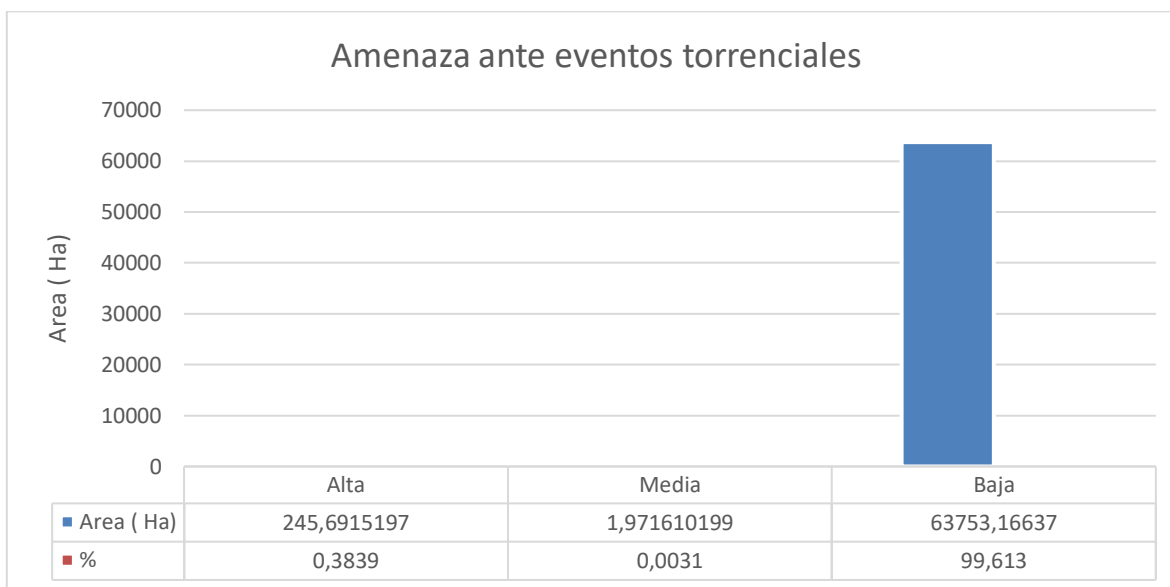 Amenaza ante eventos torrenciales
70000
60000
50000
40000
30000
20000
10000
0
Area ( Ha)
Alta Media Baja
Area ( Ha) 245,6915197 1,971610199 63753,16637
% 0,3839 0,0031 99,613